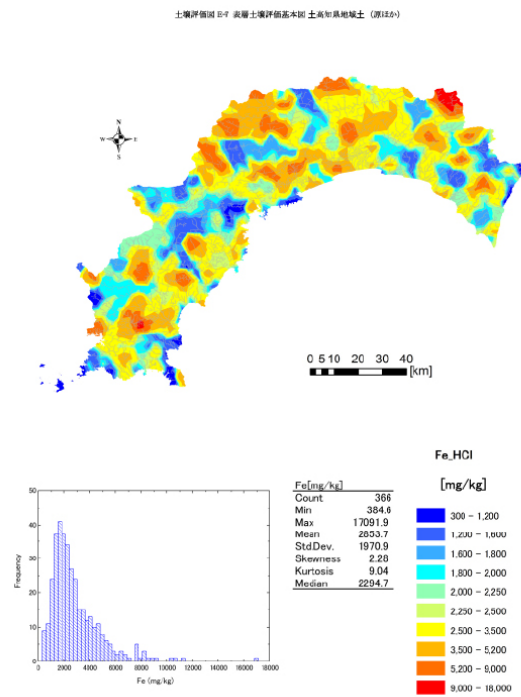 土壌評価図 E-7 表層土壌評価基本図 土高知県地域土 (原ほか)
N
W E
S
0 5 10 20 30 40
[km]
Fe_HCl
[mg/kg]
300 - 1,200
1,200 - 1,600
1,600 - 1,800
1,800 - 2,000
2,000 - 2,250
2,250 - 2,500
2,500 - 3,500
3,500 - 5,200
5,200 - 9,000
9,000 - 18,000
Fe[mg/kg]
Count 366
Min 384.6
Max 17091.9
Mean 2853.7
Std.Dev. 1970.9
Skewness 2.28
Kurtosis 9.04
Median 2294.7
50
40
30
20
10
0
Frequency
0 2000 4000 6000 8000 10000 12000 14000 16000 18000
Fe (mg/kg)